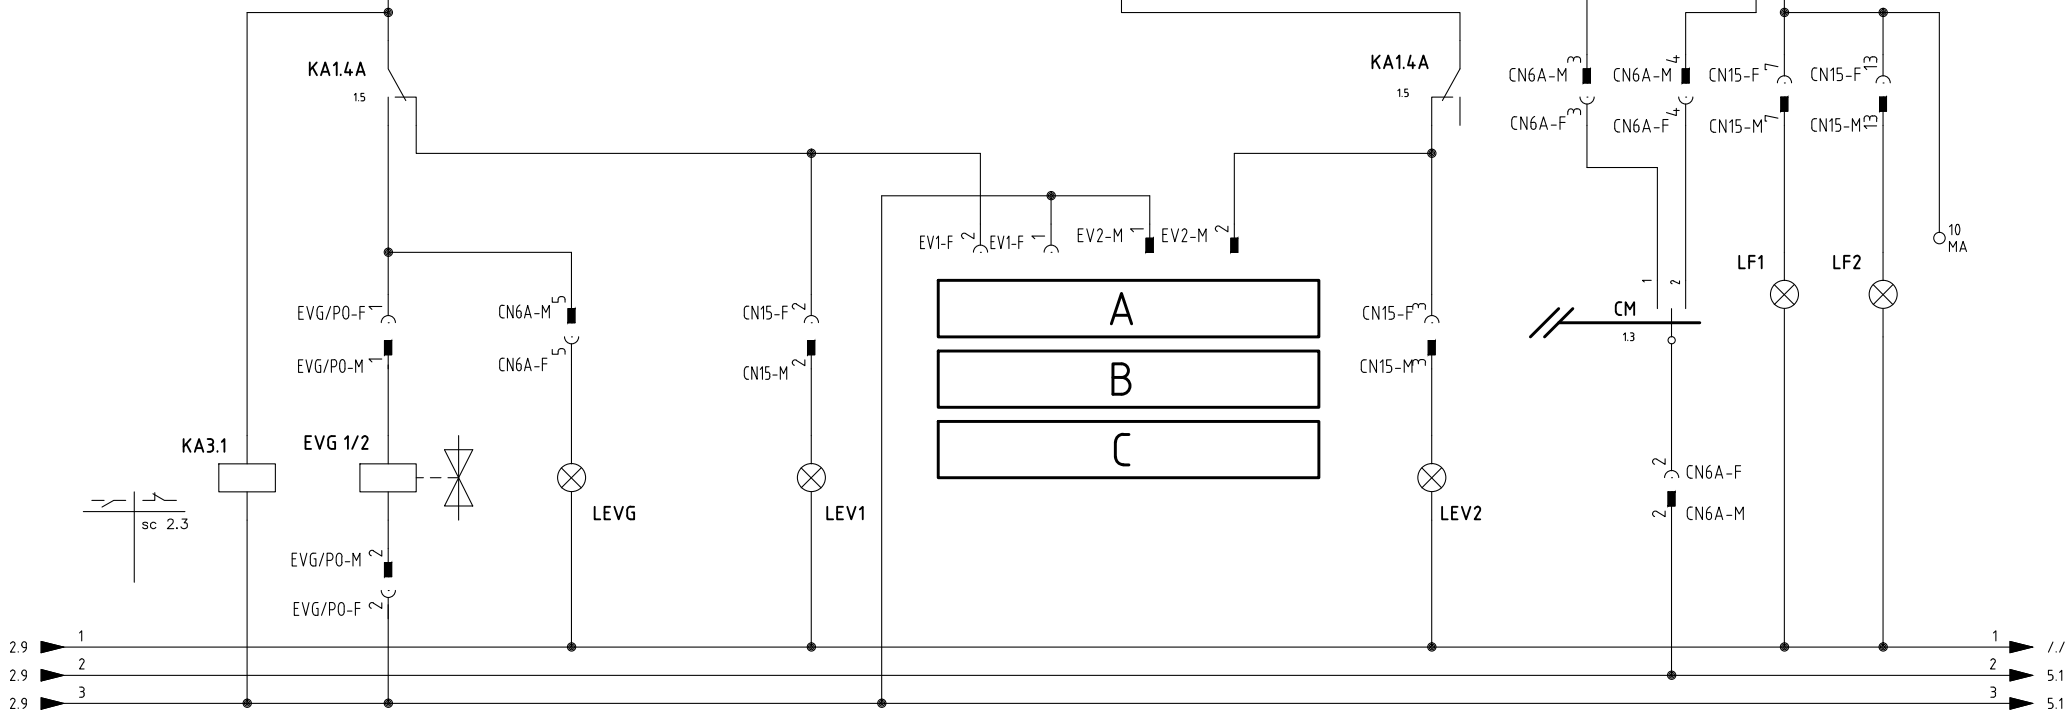 KA1.4A
1.5
KA1.4A
1.5
CN6A-M 3
CN6A-M 4
CN15-F 7
CN15-F 13
CN6A-F 3
CN6A-F 4
CN15-M 7
CN15-M 13
EV1-F 2
EV1-F 1
EV2-M 1
EV2-M 2
10
MA
LF1
LF2
1
2
A
EVG/PO-F 1
CN6A-M 5
CN15-F 2
CN15-F 3
CM
1.3
EVG/PO-M 1
CN6A-F 5
CN15-M 2
B
CN15-M 3
KA3.1
EVG 1/2
C
2 CN6A-F
LEVG
LEV1
LEV2
2 CN6A-M
sc 2.3
EVG/PO-M 2
EVG/PO-F 2
2.9 1 1 /./
2.9 2 2 5.1
2.9 3 3 5.1